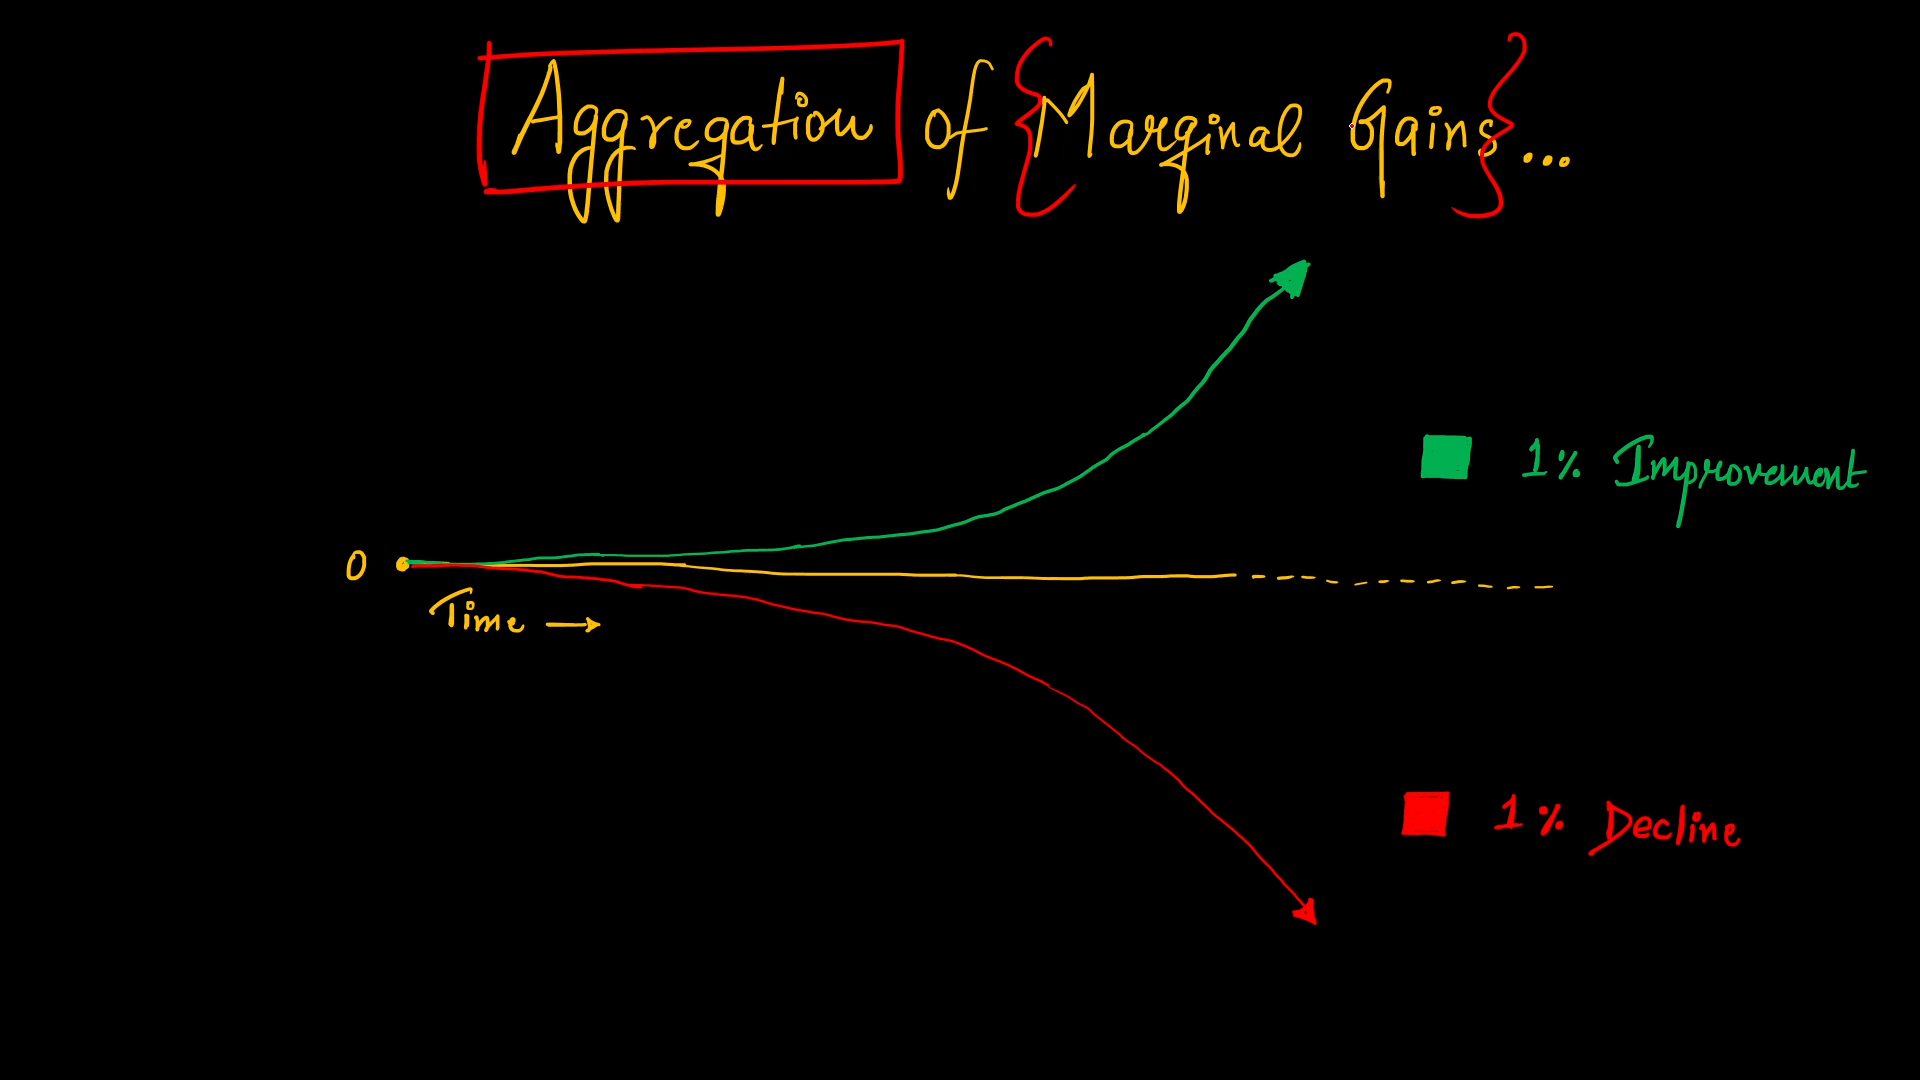 Aggregation of {Marginal Gains}...
1% Improvement
0
Time →
1% Decline